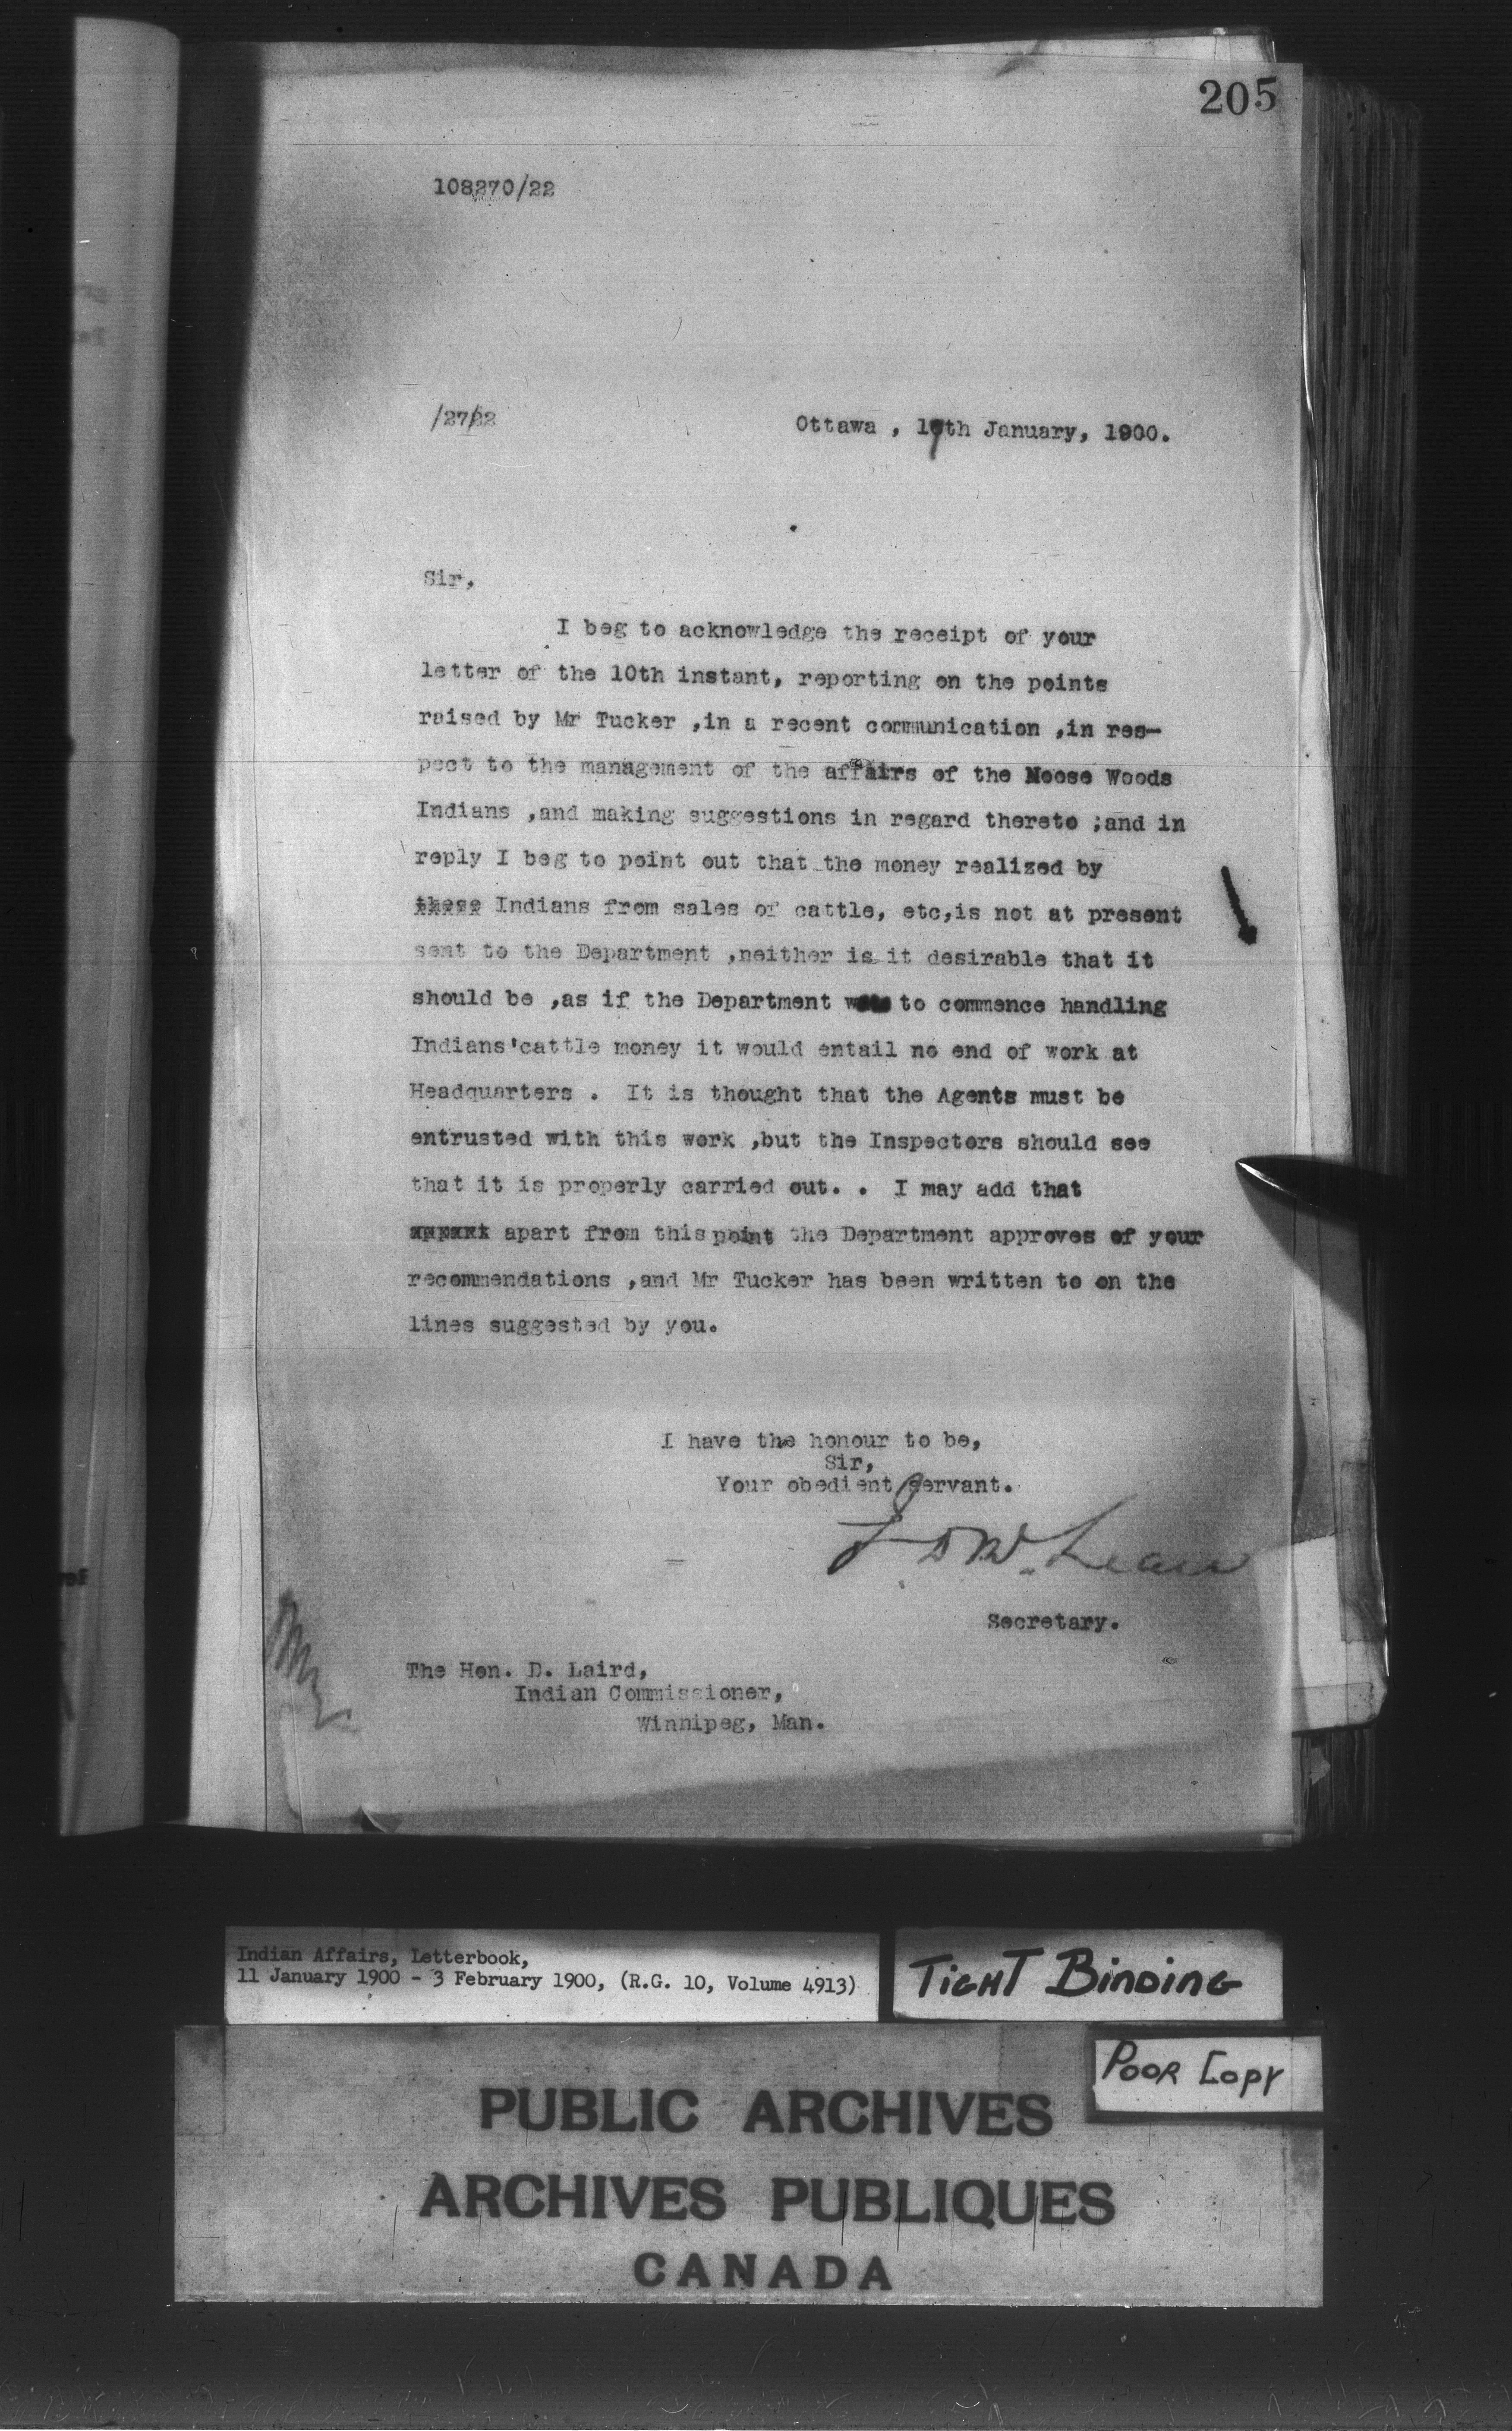 205
108270/22
/27/22
Ottawa , 19th January, 1900.
Sir,
I beg to acknowledge the receipt of your
letter of the 10th instant, reporting on the points
raised by Mr Tucker ,in a recent communication ,in res-
pect to the management of the affairs of the Moose Woods
Indians ,and making suggestions in regard thereto ;and in
reply I beg to point out that the money realized by
these Indians from sales of cattle, etc,is not at present
sent to the Department ,neither is it desirable that it
should be ,as if the Department to commence handling
Indians'cattle money it would entail no end of work at
Headquarters . It is thought that the Agents must be
entrusted with this work ,but the Inspectors should see
that it is properly carried out. . I may add that
apart from this point the Department approves of your
recommendations ,and Mr Tucker has been written to on the
lines suggested by you.
I have the honour to be,
Sir,
Your obedient servant.
J D McLean
Secretary.
The Hon. D. Laird,
Indian Commissioner,
Winnipeg, Man.
Indian Affairs, Letterbook,
11 January 1900 - 3 February 1900, (R.G. 10, Volume 4913)
TIGHT BINDING
POOR COPY
PUBLIC ARCHIVES
ARCHIVES PUBLIQUES
CANADA